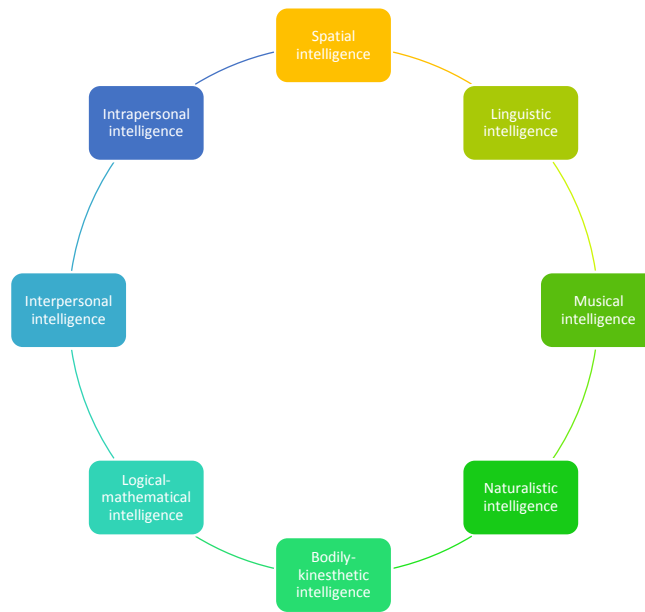 Spatial
intelligence
Linguistic
intelligence
Musical
intelligence
Naturalistic
intelligence
Bodily-
kinesthetic
intelligence
Logical-
mathematical
intelligence
Interpersonal
intelligence
Intrapersonal
intelligence